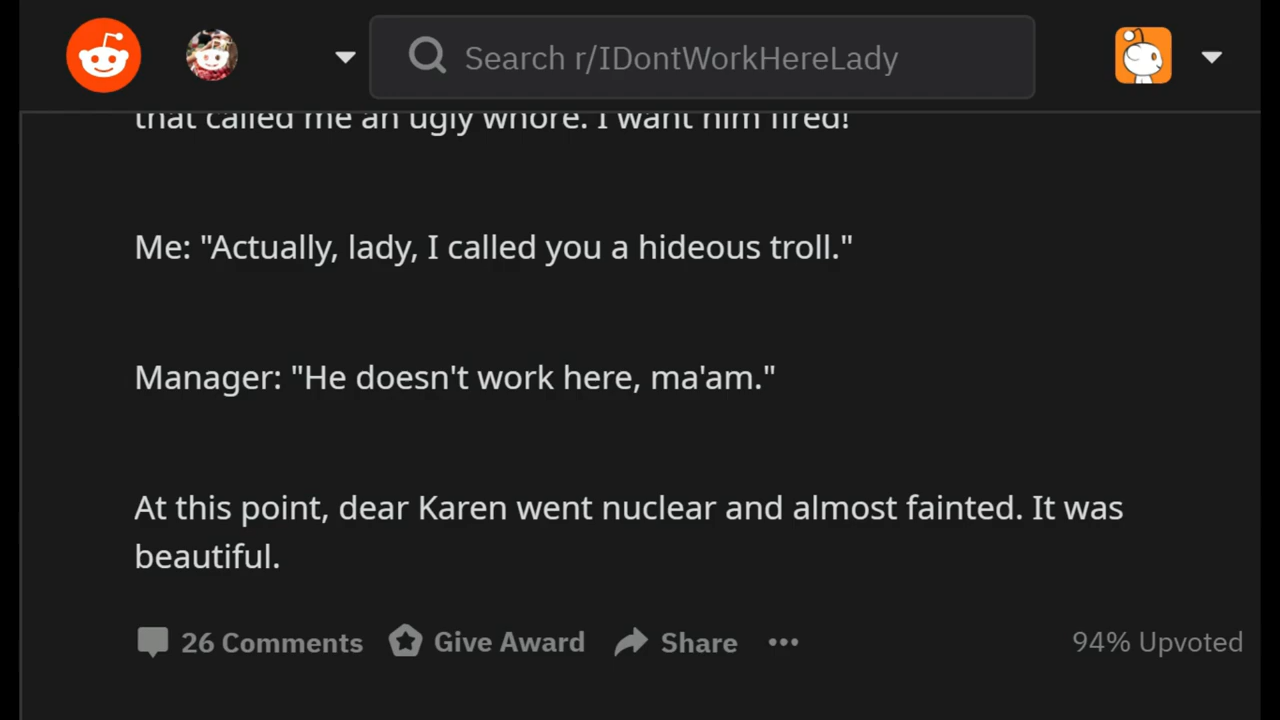 Search r/IDontWorkHereLady
that called me an ugly whore. I want him fired!
Me: "Actually, lady, I called you a hideous troll."
Manager: "He doesn't work here, ma'am."
At this point, dear Karen went nuclear and almost fainted. It was
beautiful.
26 Comments Give Award Share ••• 94% Upvoted